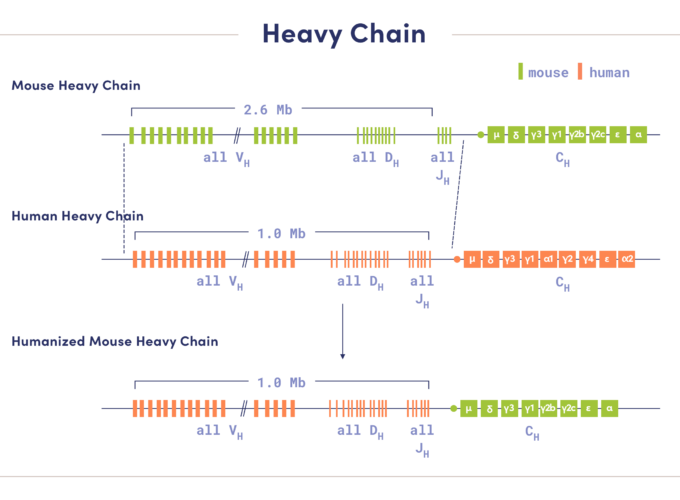 Heavy Chain
mouse human
Mouse Heavy Chain
2.6 Mb
μ δ γ3 γ1 γ2b γ2c ε α
all V_H all D_H all J_H C_H
Human Heavy Chain
1.0 Mb
μ δ γ3 γ1 α1 γ2 γ4 ε α2
all V_H all D_H all J_H C_H
Humanized Mouse Heavy Chain
1.0 Mb
μ δ γ3 γ1 γ2b γ2c ε α
all V_H all D_H all J_H C_H